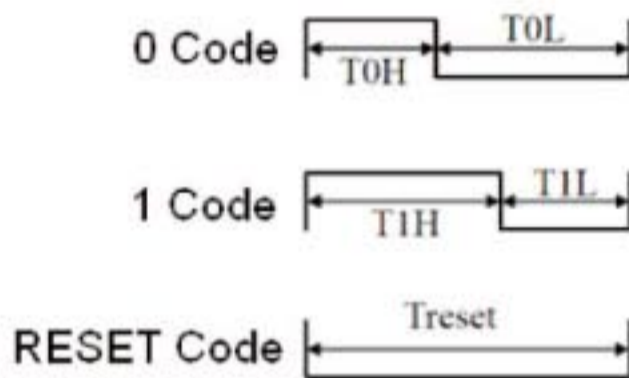 0 Code T0H T0L
1 Code T1H T1L
RESET Code Treset